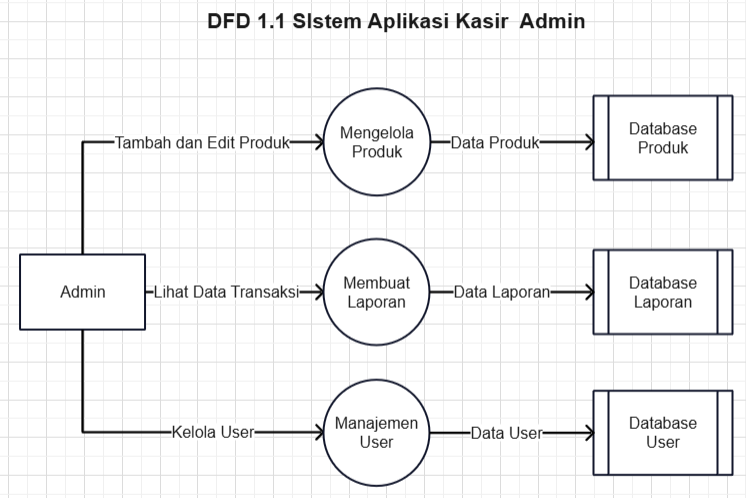 DFD 1.1 SIstem Aplikasi Kasir Admin
Tambah dan Edit Produk
Mengelola
Produk
Data Produk
Database
Produk
Admin
Lihat Data Transaksi
Membuat
Laporan
Data Laporan
Database
Laporan
Kelola User
Manajemen
User
Data User
Database
User